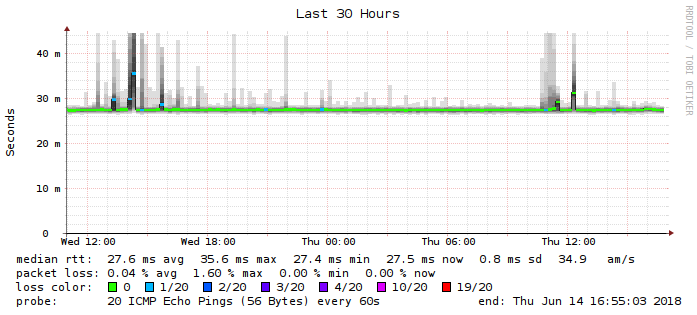 Last 30 Hours
RRDTOOL / TOBI OETIKER
Seconds
40 m
30 m
20 m
10 m
0
Wed 12:00 Wed 18:00 Thu 00:00 Thu 06:00 Thu 12:00
median rtt: 27.6 ms avg 35.6 ms max 27.4 ms min 27.5 ms now 0.8 ms sd 34.9 am/s
packet loss: 0.04 % avg 1.60 % max 0.00 % min 0.00 % now
loss color: 0 1/20 2/20 3/20 4/20 10/20 19/20
probe: 20 ICMP Echo Pings (56 Bytes) every 60s end: Thu Jun 14 16:55:03 2018